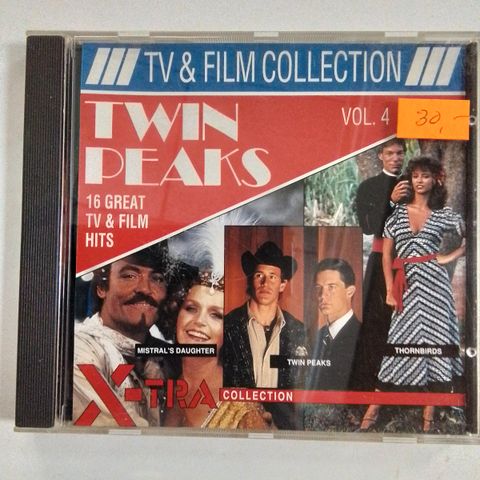 /// TV & FILM COLLECTION ///
TWIN
PEAKS
VOL. 4
30,-
16 GREAT
TV & FILM
HITS
MISTRAL'S DAUGHTER
TWIN PEAKS
THORNBIRDS
X-TRA COLLECTION